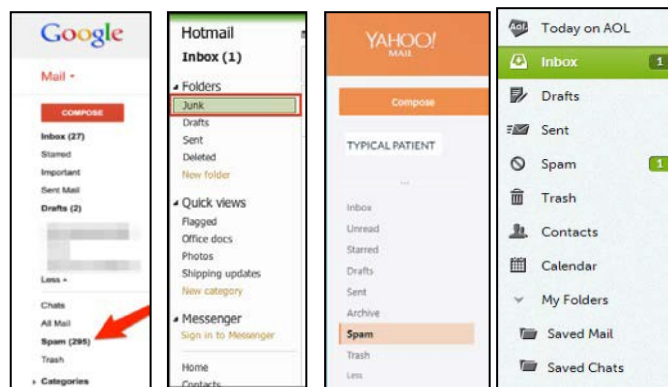 Google
Mail
COMPOSE
Inbox (27)
Starred
Important
Sent Mail
Drafts (2)
Less
Chats
All Mail
Spam (295)
Trash
Categories
Hotmail
Inbox (1)
Folders
Junk
Drafts
Sent
Deleted
New folder
Quick views
Flagged
Office docs
Photos
Shipping updates
New category
Messenger
Sign in to Messenger
Home
Contacts
YAHOO!
MAIL
Compose
TYPICAL PATIENT
...
Inbox
Unread
Starred
Drafts
Sent
Archive
Spam
Trash
Less
Aol.
Today on AOL
Inbox 1
Drafts
Sent
Spam 1
Trash
Contacts
Calendar
My Folders
Saved Mail
Saved Chats